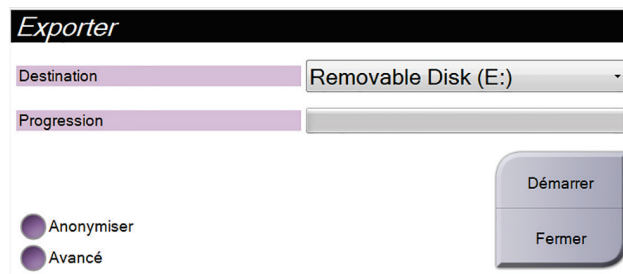 Exporter
Destination
Removable Disk (E:)
Progression
Démarrer
Anonymiser
Fermer
Avancé